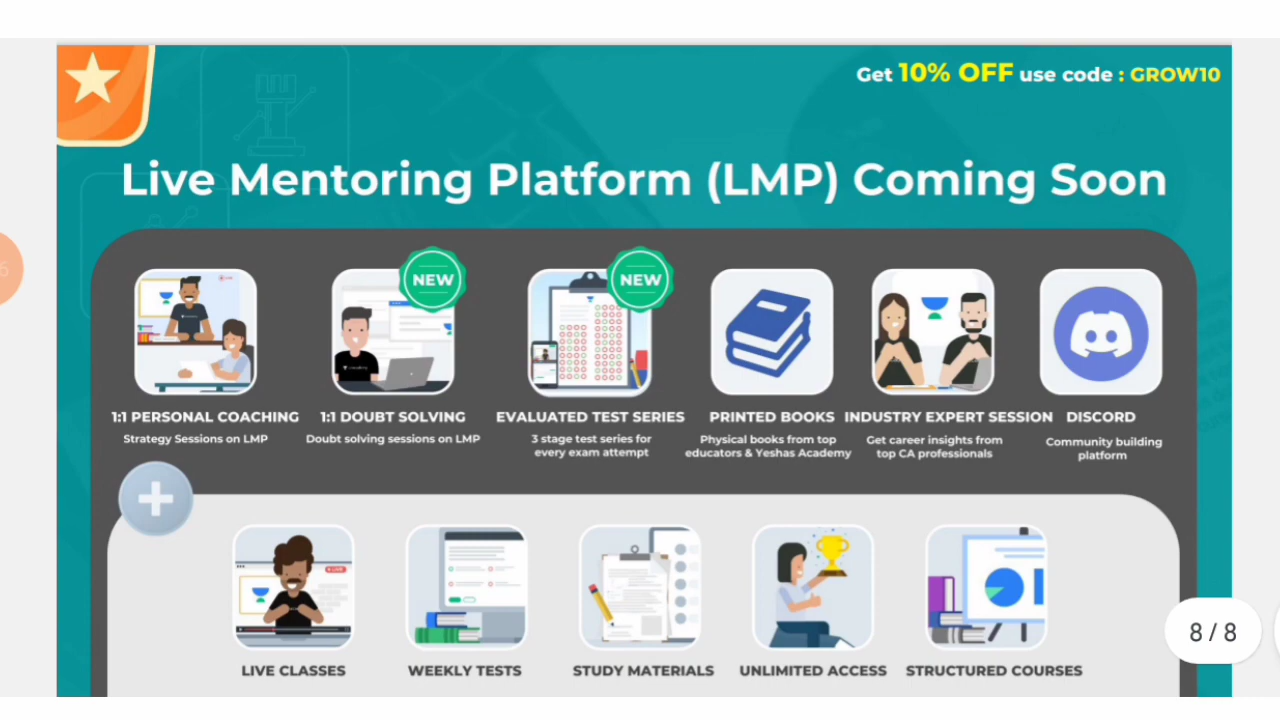 Get 10% OFF use code : GROW10
Live Mentoring Platform (LMP) Coming Soon
NEW
NEW
1:1 PERSONAL COACHING
Strategy Sessions on LMP
1:1 DOUBT SOLVING
Doubt solving sessions on LMP
EVALUATED TEST SERIES
3 stage test series for
every exam attempt
PRINTED BOOKS
Physical books from top
educators & Yeshas Academy
INDUSTRY EXPERT SESSION
Get career insights from
top CA professionals
DISCORD
Community building
platform
LIVE CLASSES
WEEKLY TESTS
STUDY MATERIALS
UNLIMITED ACCESS
STRUCTURED COURSES
8 / 8